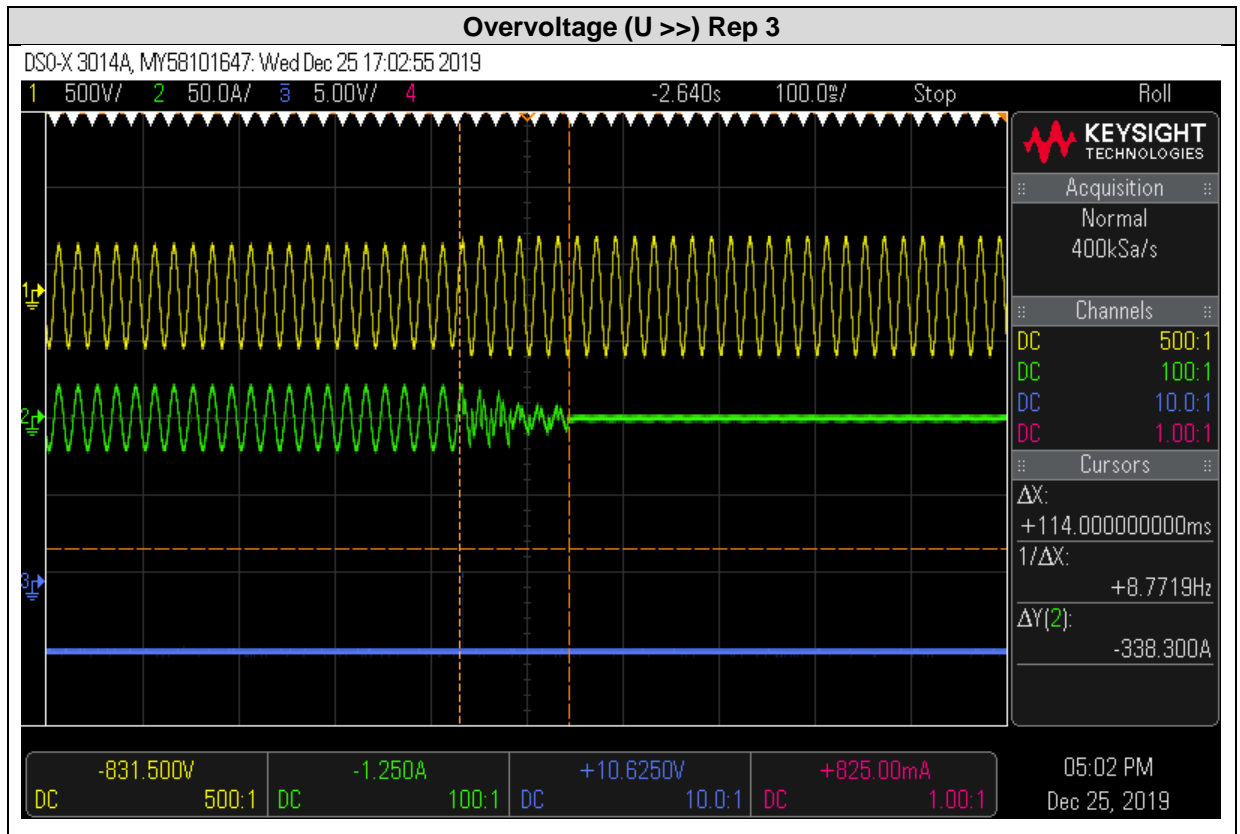 Overvoltage (U >>) Rep 3
DSO-X 3014A, MY58101647: Wed Dec 25 17:02:55 2019
1 500V/ 2 50.0A/ 3 5.00V/ 4 -2.640s 100.0ms/ Stop Roll
KEYSIGHT
TECHNOLOGIES
Acquisition
Normal
400kSa/s
Channels
DC 500:1
DC 100:1
DC 10.0:1
DC 1.00:1
Cursors
ΔX:
+114.000000000ms
1/ΔX:
+8.7719Hz
ΔY(2):
-338.300A
1
2
3
-831.500V -1.250A +10.6250V +825.00mA
DC 500:1 DC 100:1 DC 10.0:1 DC 1.00:1
05:02 PM
Dec 25, 2019